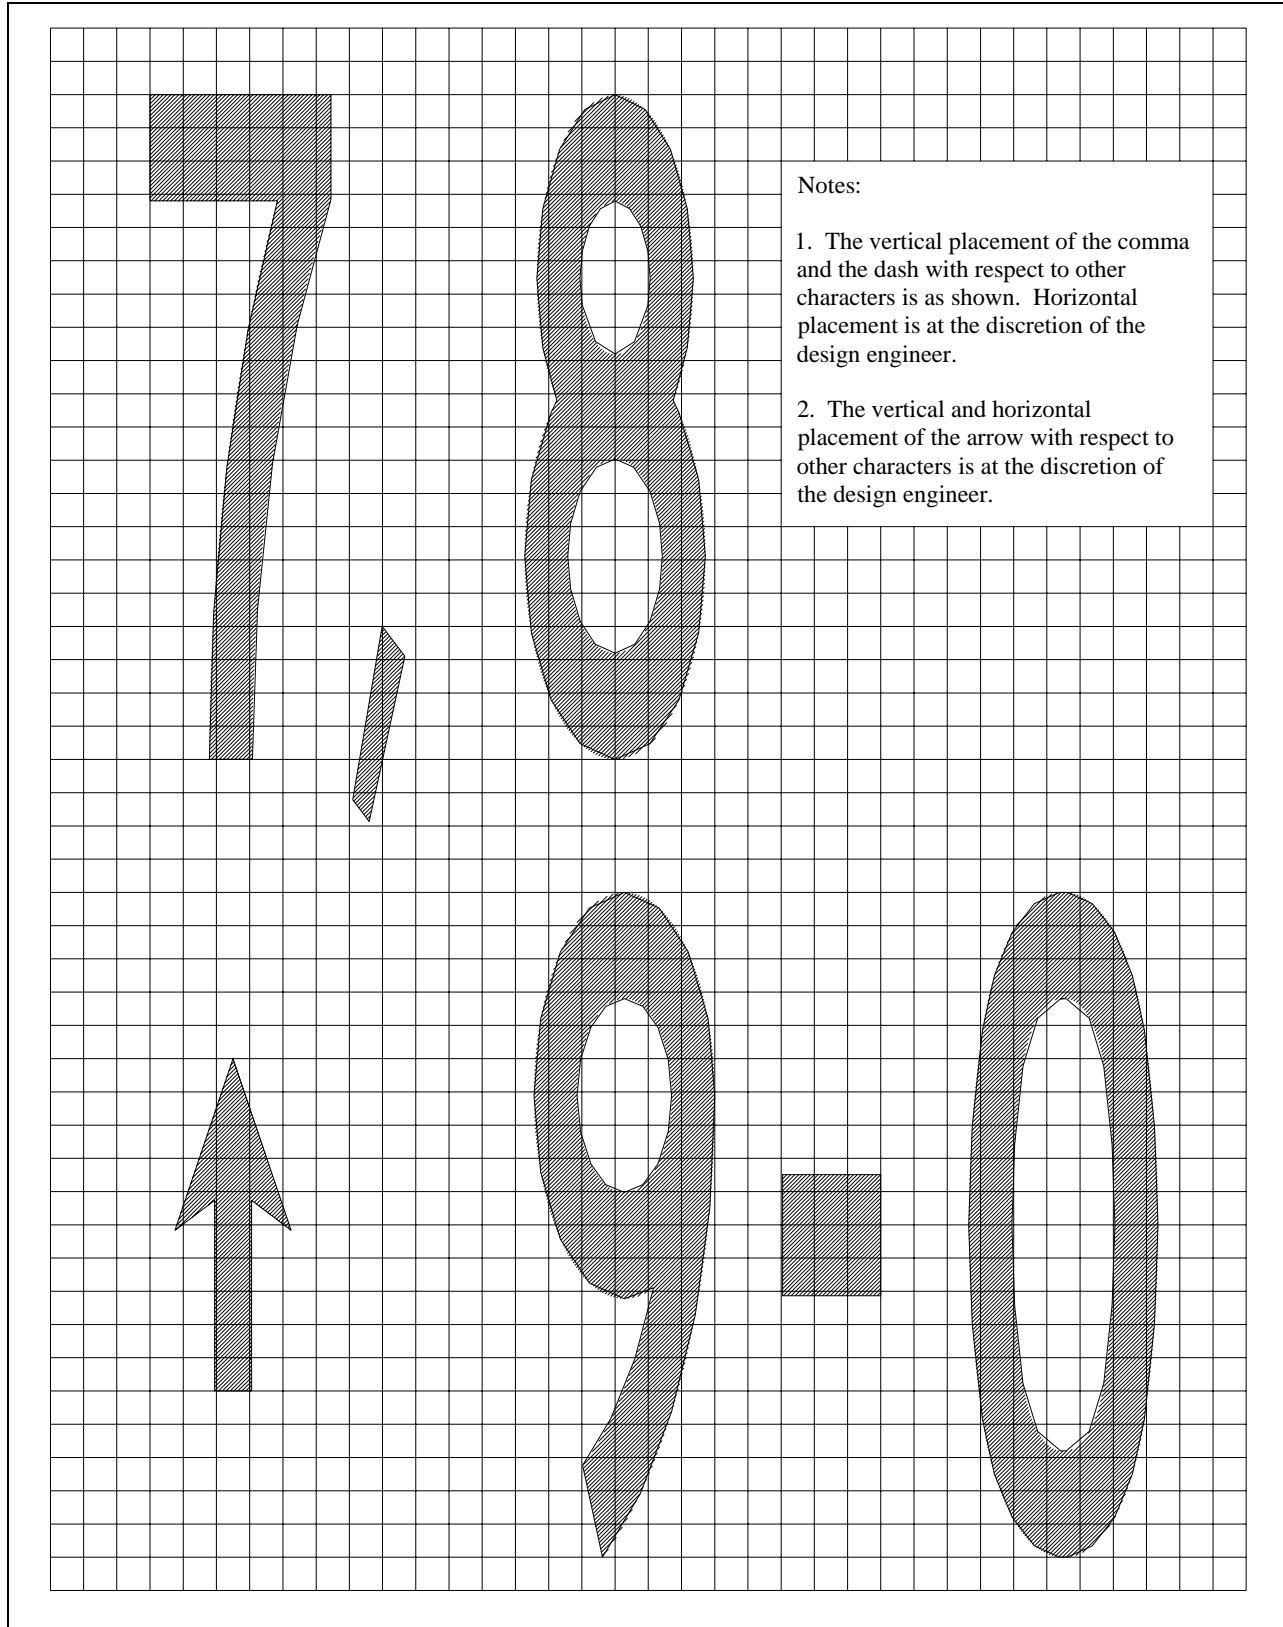 7,
8
Notes:
1. The vertical placement of the comma
and the dash with respect to other
characters is as shown. Horizontal
placement is at the discretion of the
design engineer.
2. The vertical and horizontal
placement of the arrow with respect to
other characters is at the discretion of
the design engineer.
↑
9-0